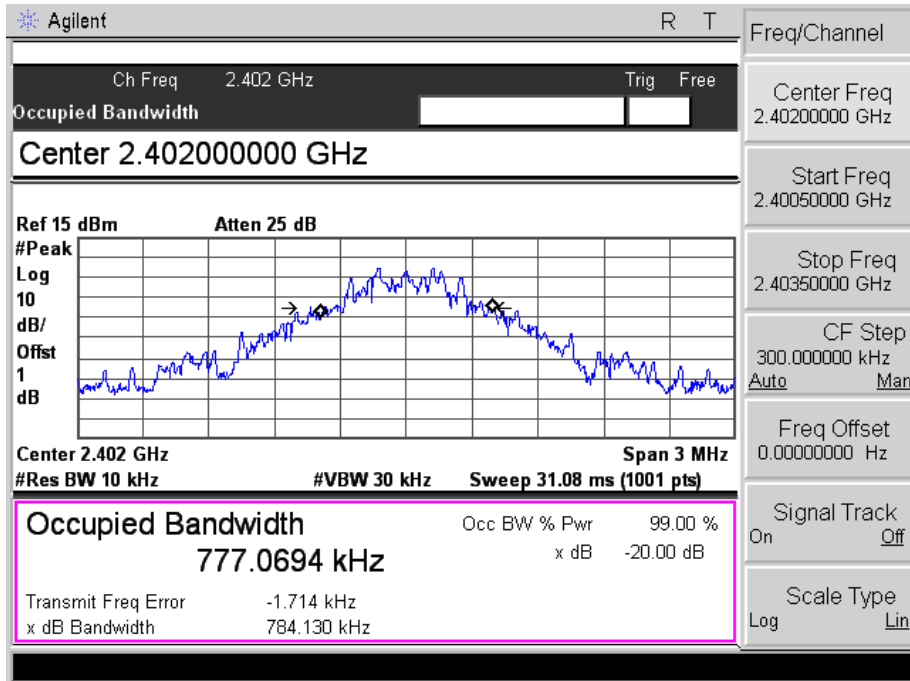 Agilent R T
Freq/Channel
Ch Freq 2.402 GHz Trig Free
Occupied Bandwidth
Center 2.402000000 GHz
Ref 15 dBm Atten 25 dB
#Peak
Log
10
dB/
Offst
1
dB
Center 2.402 GHz Span 3 MHz
#Res BW 10 kHz #VBW 30 kHz Sweep 31.08 ms (1001 pts)
Occupied Bandwidth
777.0694 kHz
Occ BW % Pwr 99.00 %
x dB -20.00 dB
Transmit Freq Error -1.714 kHz
x dB Bandwidth 784.130 kHz
Center Freq
2.40200000 GHz
Start Freq
2.40050000 GHz
Stop Freq
2.40350000 GHz
CF Step
300.000000 kHz
Auto Man
Freq Offset
0.00000000 Hz
Signal Track
On Off
Scale Type
Log Lin